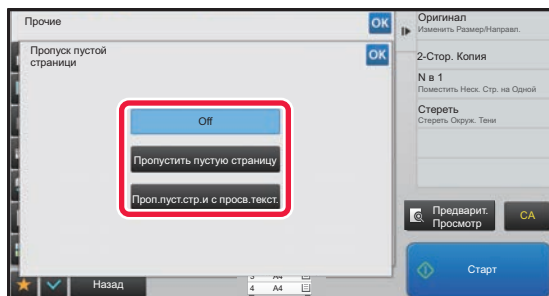 Прочие
OK
Пропуск пустой
страници
OK
Off
Пропустить пустую страницу
Проп.пуст.стр.и с просв.текст.
Назад
A4
4 A4
Оригинал
Изменить Размер/Направл.
2-Стор. Копия
N в 1
Поместить Неск. Стр. на Одной
Стереть
Стереть Окруж. Тени
Предварит.
Просмотр
CA
Старт